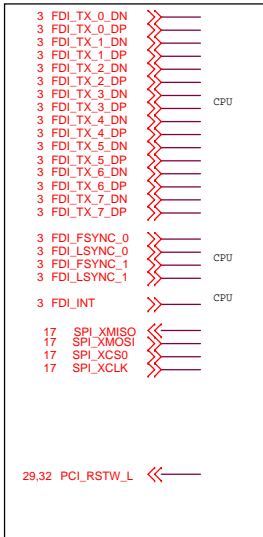 3 FDI_TX_0_DN
3 FDI_TX_0_DP
3 FDI_TX_1_DN
3 FDI_TX_1_DP
3 FDI_TX_2_DN
3 FDI_TX_2_DP
3 FDI_TX_3_DN
3 FDI_TX_3_DP CPU
3 FDI_TX_4_DN
3 FDI_TX_4_DP
3 FDI_TX_5_DN
3 FDI_TX_5_DP
3 FDI_TX_6_DN
3 FDI_TX_6_DP
3 FDI_TX_7_DN
3 FDI_TX_7_DP
3 FDI_FSYNC_0
3 FDI_LSYNC_0 CPU
3 FDI_FSYNC_1
3 FDI_LSYNC_1
3 FDI_INT CPU
17 SPI_XMISO
17 SPI_XMOSI
17 SPI_XCS0
17 SPI_XCLK
29,32 PCI_RSTW_L